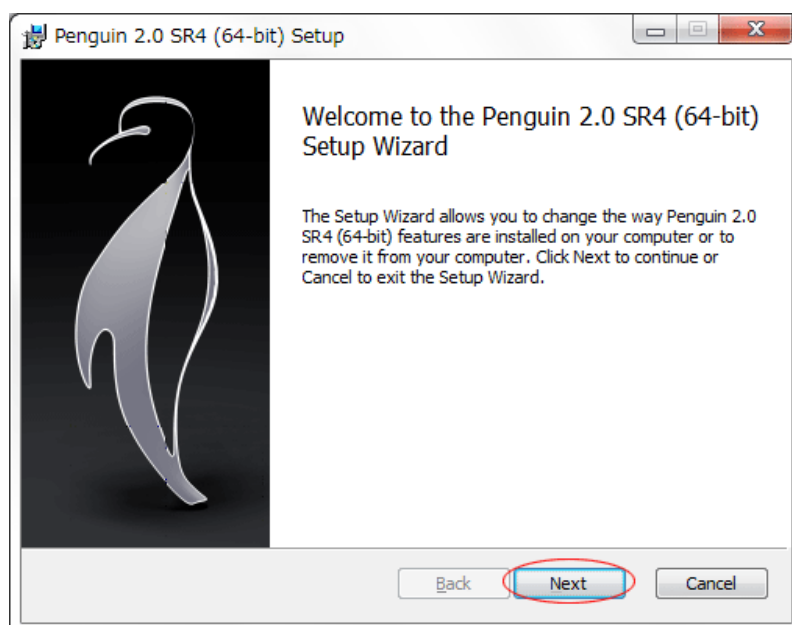 Penguin 2.0 SR4 (64-bit) Setup
Welcome to the Penguin 2.0 SR4 (64-bit)
Setup Wizard
The Setup Wizard allows you to change the way Penguin 2.0
SR4 (64-bit) features are installed on your computer or to
remove it from your computer. Click Next to continue or
Cancel to exit the Setup Wizard.
Back
Next
Cancel